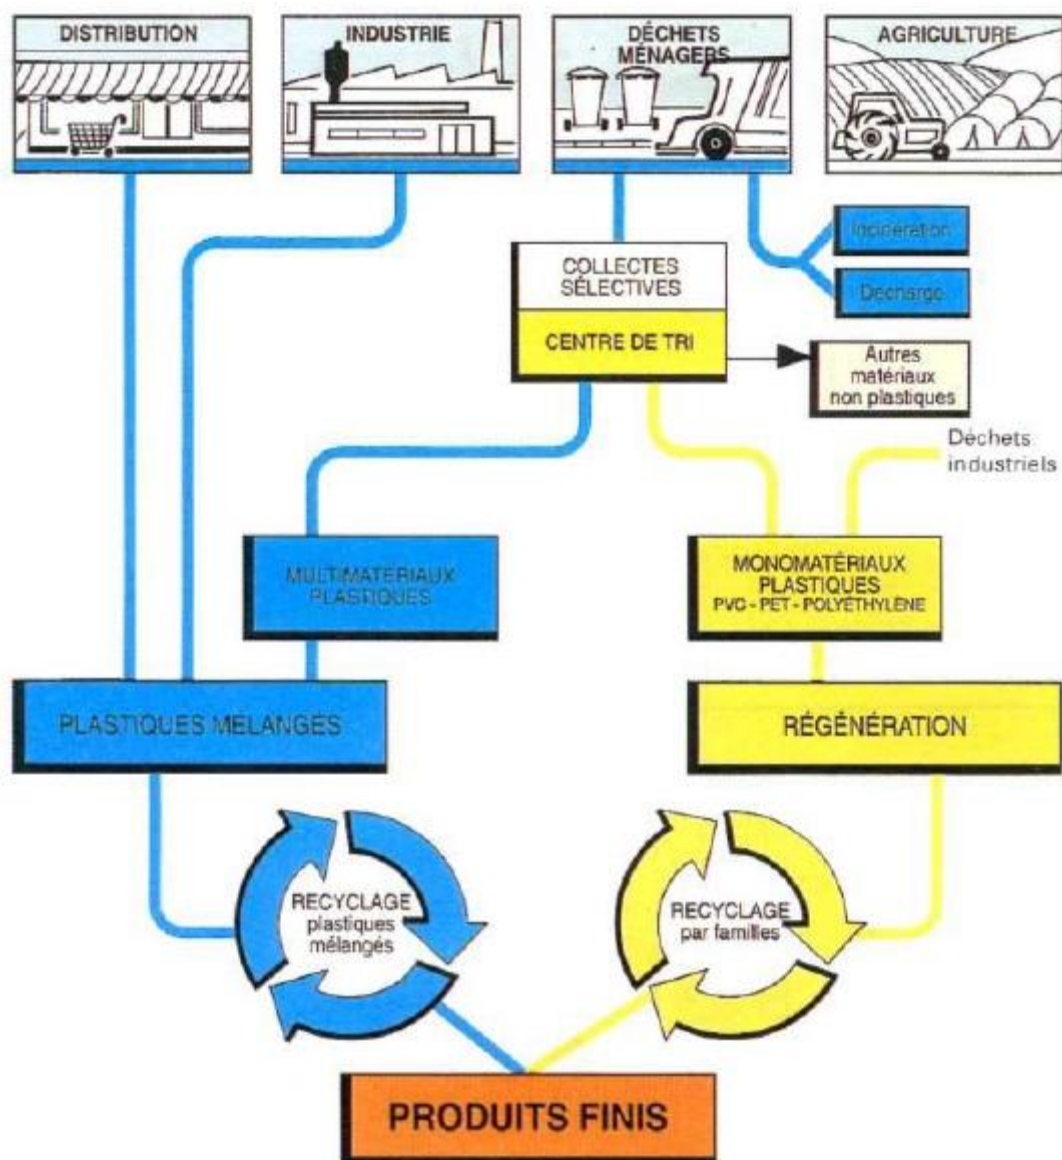 DISTRIBUTION
INDUSTRIE
DÉCHETS
MÉNAGERS
AGRICULTURE
Incinération
Décharge
COLLECTES
SÉLECTIVES
CENTRE DE TRI
Autres
matériaux
non plastiques
Déchets
industriels
MULTIMATÉRIAUX
PLASTIQUES
MONOMATÉRIAUX
PLASTIQUES
PVC - PET - POLYÉTHYLÈNE
PLASTIQUES MÉLANGÉS
RÉGÉNÉRATION
RECYCLAGE
plastiques
mélangés
RECYCLAGE
par familles
PRODUITS FINIS